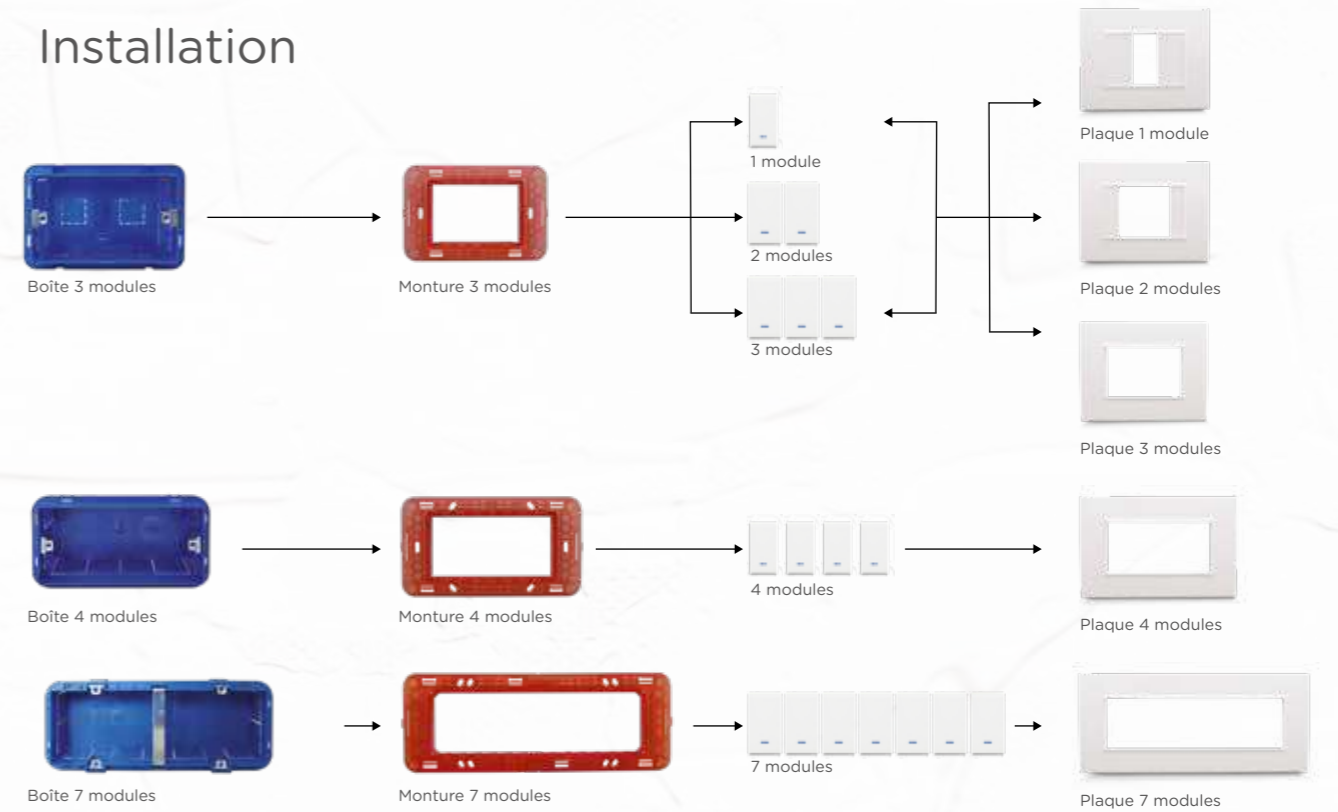 Installation
Plaque 1 module
1 module
2 modules
3 modules
Boîte 3 modules
Monture 3 modules
Plaque 2 modules
Plaque 3 modules
Boîte 4 modules
Monture 4 modules
4 modules
Plaque 4 modules
Boîte 7 modules
Monture 7 modules
7 modules
Plaque 7 modules